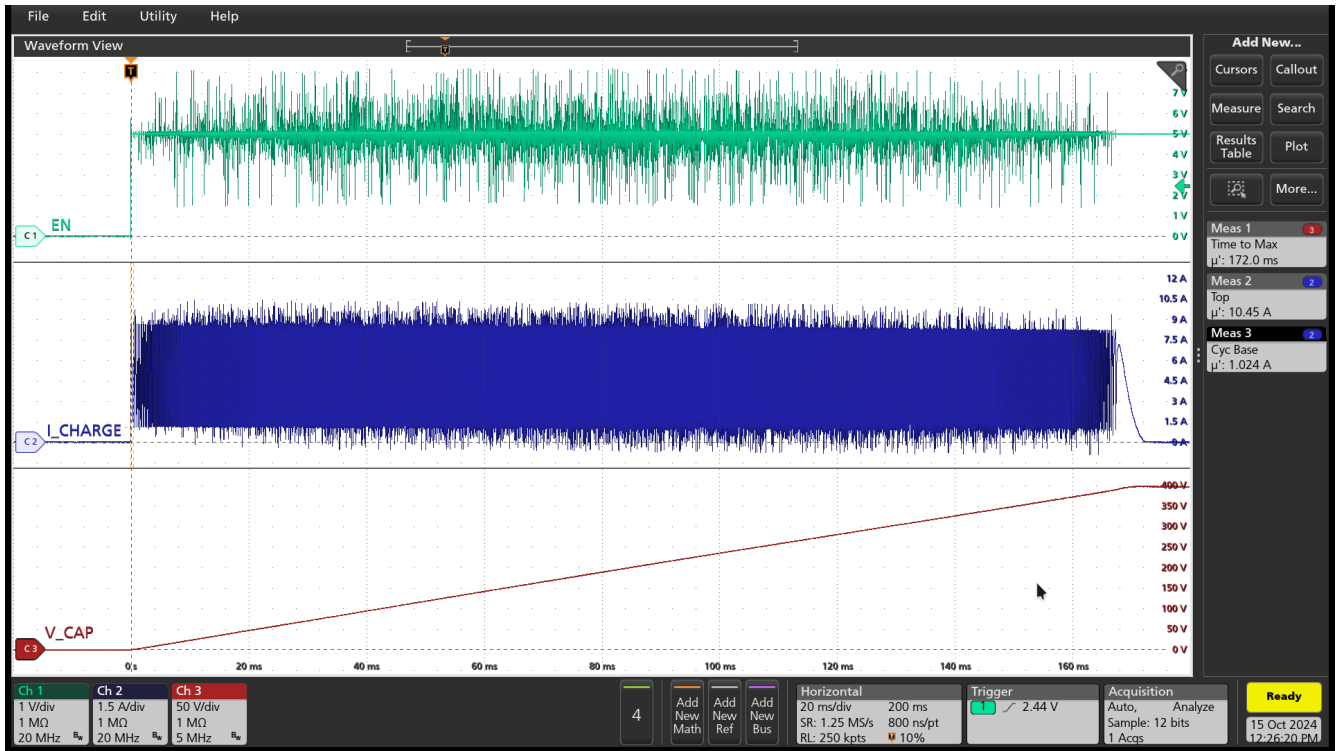 File Edit Utility Help
Waveform View
Add New...
Cursors Callout
Measure Search
Results Table Plot
More...
Meas 1 3
Time to Max
µ': 172.0 ms
Meas 2 2
Top
µ': 10.45 A
Meas 3 2
Cyc Base
µ': 1.024 A
T
T
7 V
6 V
5 V
4 V
3 V
2 V
1 V
0 V
C 1 EN
12 A
10.5 A
9 A
7.5 A
6 A
4.5 A
3 A
1.5 A
0 A
C 2 I_CHARGE
400 V
350 V
300 V
250 V
200 V
150 V
100 V
50 V
0 V
C 3 V_CAP
0 s 20 ms 40 ms 60 ms 80 ms 100 ms 120 ms 140 ms 160 ms
Ch 1
1 V/div
1 MΩ
20 MHz Bw
Ch 2
1.5 A/div
1 MΩ
20 MHz Bw
Ch 3
50 V/div
1 MΩ
5 MHz Bw
4
Add New Math
Add New Ref
Add New Bus
Horizontal
20 ms/div 200 ms
SR: 1.25 MS/s 800 ns/pt
RL: 250 kpts T 10%
Trigger
1 2.44 V
Acquisition
Auto, Analyze
Sample: 12 bits
1 Acqs
Ready
15 Oct 2024
12:26:20 PM